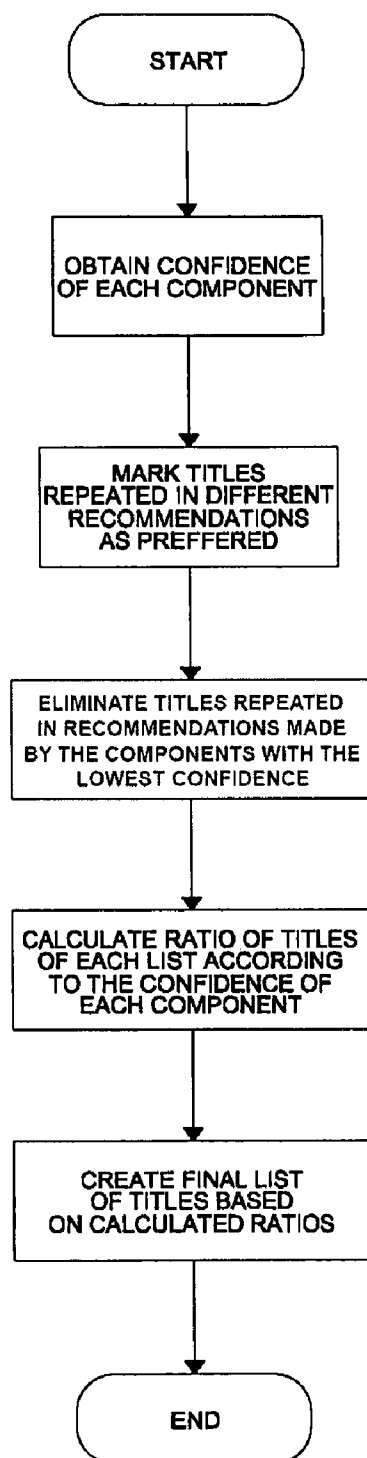 START
OBTAIN CONFIDENCE
OF EACH COMPONENT
MARK TITLES
REPEATED IN DIFFERENT
RECOMMENDATIONS
AS PREFFERED
ELIMINATE TITLES REPEATED
IN RECOMMENDATIONS MADE
BY THE COMPONENTS WITH THE
LOWEST CONFIDENCE
CALCULATE RATIO OF TITLES
OF EACH LIST ACCORDING
TO THE CONFIDENCE OF
EACH COMPONENT
CREATE FINAL LIST
OF TITLES BASED
ON CALCULATED RATIOS
END